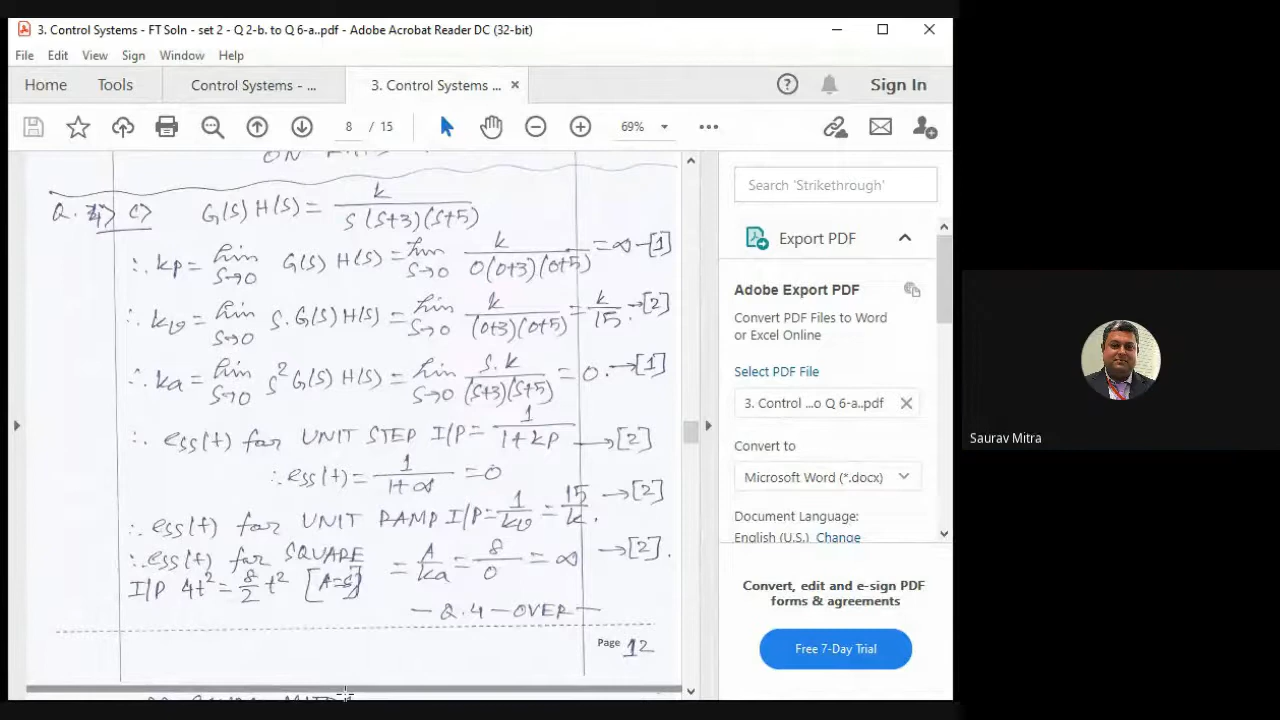 3. Control Systems - FT Soln - set 2 - Q 2-b. to Q 6-a..pdf - Adobe Acrobat Reader DC (32-bit)
File Edit View Sign Window Help
Home Tools Control Systems - ... 3. Control Systems ... × Sign In
8 / 15 69%
Q. 4> c> G(s) H(s) = k / s(s+3)(s+5)
∴ kp = lim s→0 G(s) H(s) = lim s→0 k / 0(0+3)(0+5) = ∞ -[1]
∴ kv = lim s→0 s.G(s) H(s) = lim s→0 k / (0+3)(0+5) = k/15. →[2]
∴ ka = lim s→0 s² G(s) H(s) = lim s→0 s.k / (s+3)(s+5) = 0. →[1]
∴ ess(t) for UNIT STEP I/P = 1 / 1+kp →[2]
∴ ess(t) = 1 / 1+∞ = 0
∴ ess(t) for UNIT RAMP I/P = 1/kv = 15/k. →[2]
∴ ess(t) for SQUARE = A/ka = 8/0 = ∞ →[2].
I/P 4t² = 8/2 t² [A=8]
— Q.4 — OVER —
Page 12
Search 'Strikethrough'
Export PDF
Adobe Export PDF
Convert PDF Files to Word
or Excel Online
Select PDF File
3. Control ...o Q 6-a..pdf ×
Convert to
Microsoft Word (*.docx)
Document Language:
English (U.S.) Change
Convert, edit and e-sign PDF
forms & agreements
Free 7-Day Trial
Saurav Mitra